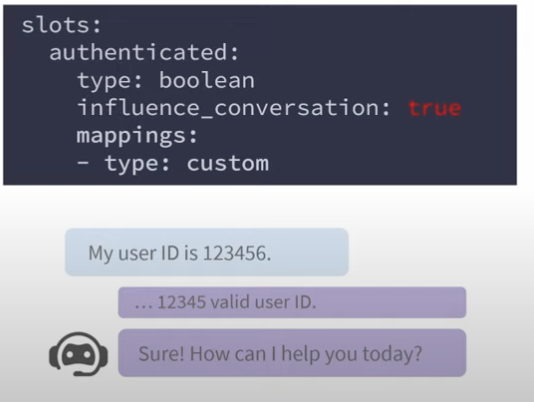 slots:
authenticated:
type: boolean
influence_conversation: true
mappings:
- type: custom
My user ID is 123456.
... 12345 valid user ID.
Sure! How can I help you today?